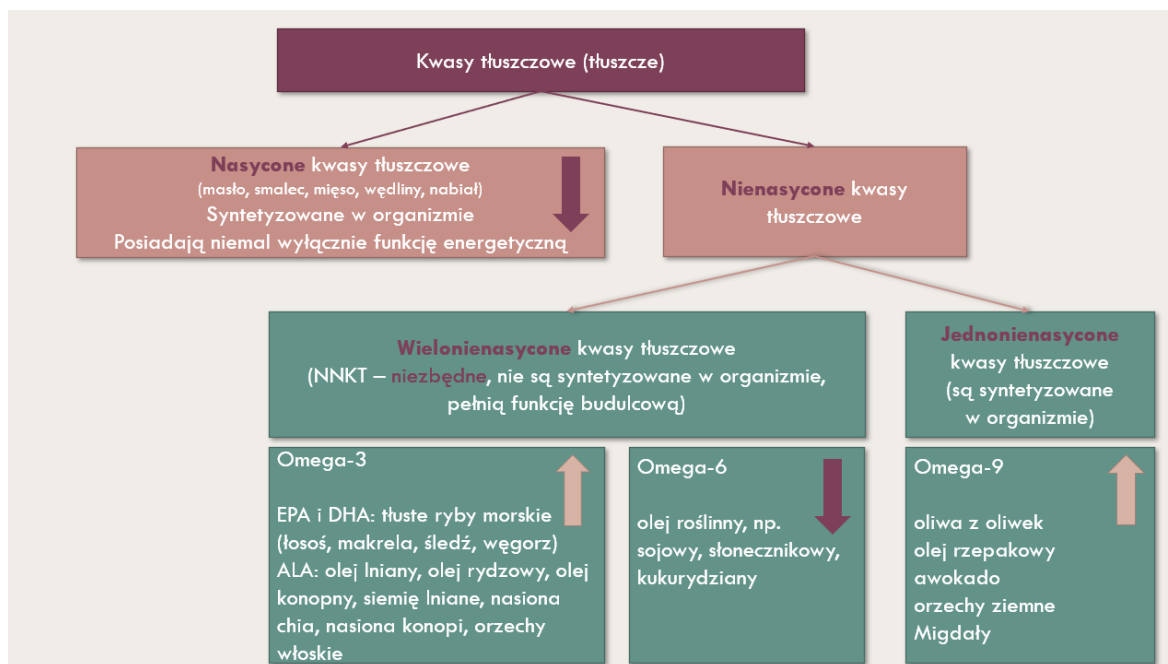 Kwasy tłuszczowe (tłuszcze)
Nasycone kwasy tłuszczowe
(masło, smalec, mięso, wędliny, nabiał)
Syntetyzowane w organizmie
Posiadają niemal wyłącznie funkcję energetyczną
Nienasycone kwasy
tłuszczowe
Wielonienasycone kwasy tłuszczowe
(NNKT – niezbędne, nie są syntetyzowane w organizmie,
pełnią funkcję budulcową)
Jednonienasycone
kwasy tłuszczowe
(są syntetyzowane
w organizmie)
Omega-3
EPA i DHA: tłuste ryby morskie
(łosoś, makrela, śledź, węgorz)
ALA: olej lniany, olej rydzowy, olej
konopny, siemię lniane, nasiona
chia, nasiona konopi, orzechy
włoskie
Omega-6
olej roślinny, np.
sojowy, słonecznikowy,
kukurydziany
Omega-9
oliwa z oliwek
olej rzepakowy
awokado
orzechy ziemne
Migdały